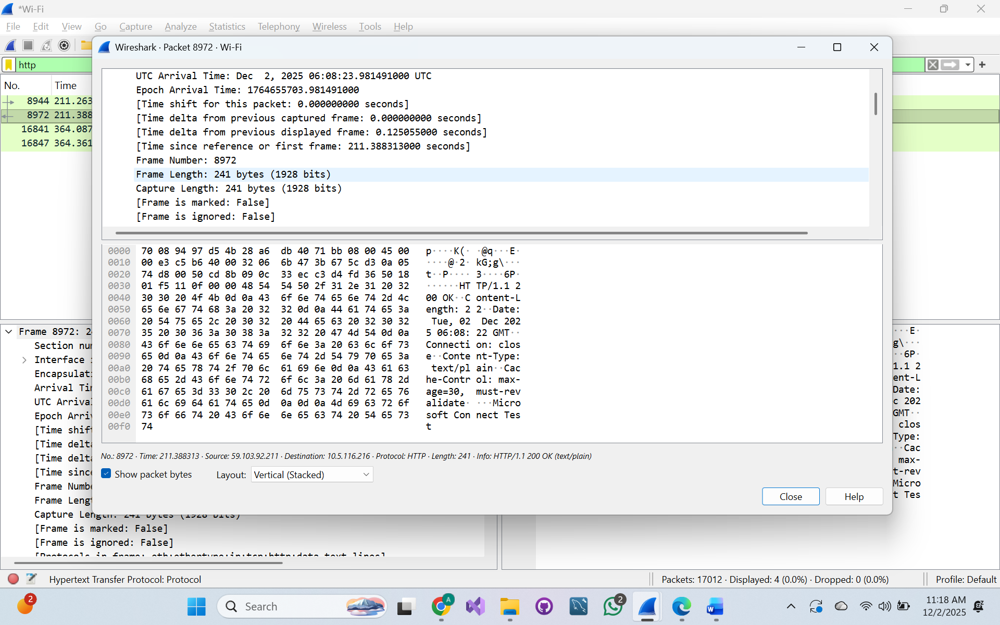 *Wi-Fi
File Edit View Go Capture Analyze Statistics Telephony Wireless Tools Help
Wireshark · Packet 8972 · Wi-Fi
http
No. Time
8944 211.263
8972 211.388
16841 364.087
16847 364.361
UTC Arrival Time: Dec  2, 2025 06:08:23.981491000 UTC
Epoch Arrival Time: 1764655703.981491000
[Time shift for this packet: 0.000000000 seconds]
[Time delta from previous captured frame: 0.000000000 seconds]
[Time delta from previous displayed frame: 0.125055000 seconds]
[Time since reference or first frame: 211.388313000 seconds]
Frame Number: 8972
Frame Length: 241 bytes (1928 bits)
Capture Length: 241 bytes (1928 bits)
[Frame is marked: False]
[Frame is ignored: False]
0000 70 08 94 97 d5 4b 28 a6 db 40 71 bb 08 00 45 00 p····K(· ·@q···E·
0010 00 e3 c5 b6 40 00 32 06 6b 47 3b 67 5c d3 0a 05 ····@·2· kG;g\···
0020 74 d8 00 50 cd 8b 09 0c 33 ec c3 d4 fd 36 50 18 t··P···· 3····6P·
0030 01 f5 11 0f 00 00 48 54 54 50 2f 31 2e 31 20 32 ······HT TP/1.1 2
0040 30 30 20 4f 4b 0d 0a 43 6f 6e 74 65 6e 74 2d 4c 00 OK··C ontent-L
0050 65 6e 67 74 68 3a 20 32 32 0d 0a 44 61 74 65 3a ength: 2 2··Date:
0060 20 54 75 65 2c 20 30 32 20 44 65 63 20 32 30 32 Tue, 02 Dec 202
0070 35 20 30 36 3a 30 38 3a 32 32 20 47 4d 54 0d 0a 5 06:08: 22 GMT··
0080 43 6f 6e 6e 65 63 74 69 6f 6e 3a 20 63 6c 6f 73 Connecti on: clos
0090 65 0d 0a 43 6f 6e 74 65 6e 74 2d 54 79 70 65 3a e··Conte nt-Type:
00a0 20 74 65 78 74 2f 70 6c 61 69 6e 0d 0a 43 61 63 text/pl ain··Cac
00b0 68 65 2d 43 6f 6e 74 72 6f 6c 3a 20 6d 61 78 2d he-Contr ol: max-
00c0 61 67 65 3d 33 30 2c 20 6d 75 73 74 2d 72 65 76 age=30, must-rev
00d0 61 6c 69 64 61 74 65 0d 0a 0d 0a 4d 69 63 72 6f alidate· ···Micro
00e0 73 6f 66 74 20 43 6f 6e 6e 65 63 74 20 54 65 73 soft Con nect Tes
00f0 74 t
No.: 8972 · Time: 211.388313 · Source: 59.103.92.211 · Destination: 10.5.116.216 · Protocol: HTTP · Length: 241 · Info: HTTP/1.1 200 OK (text/plain)
Show packet bytes Layout: Vertical (Stacked)
Close Help
Frame 8972: 2
Section nu
Interface
Encapsulati
Arrival Ti
UTC Arriva
Epoch Arri
[Time shif
[Time delt
[Time delt
[Time sinc
Frame Numb
Frame Leng
Capture Length: 241 bytes (1928 bits)
[Frame is marked: False]
[Frame is ignored: False]
[Protocols in frame: eth:ethertype:ip:tcp:http:data-text-lines]
···E·
g\···
··6P·
1.1 2
ent-L
Date:
c 202
GMT··
clos
Type:
··Cac
max-
t-rev
Micro
t Tes
Hypertext Transfer Protocol: Protocol
Packets: 17012 · Displayed: 4 (0.0%) · Dropped: 0 (0.0%)
Profile: Default
2
Search
A
2
11:18 AM
12/2/2025